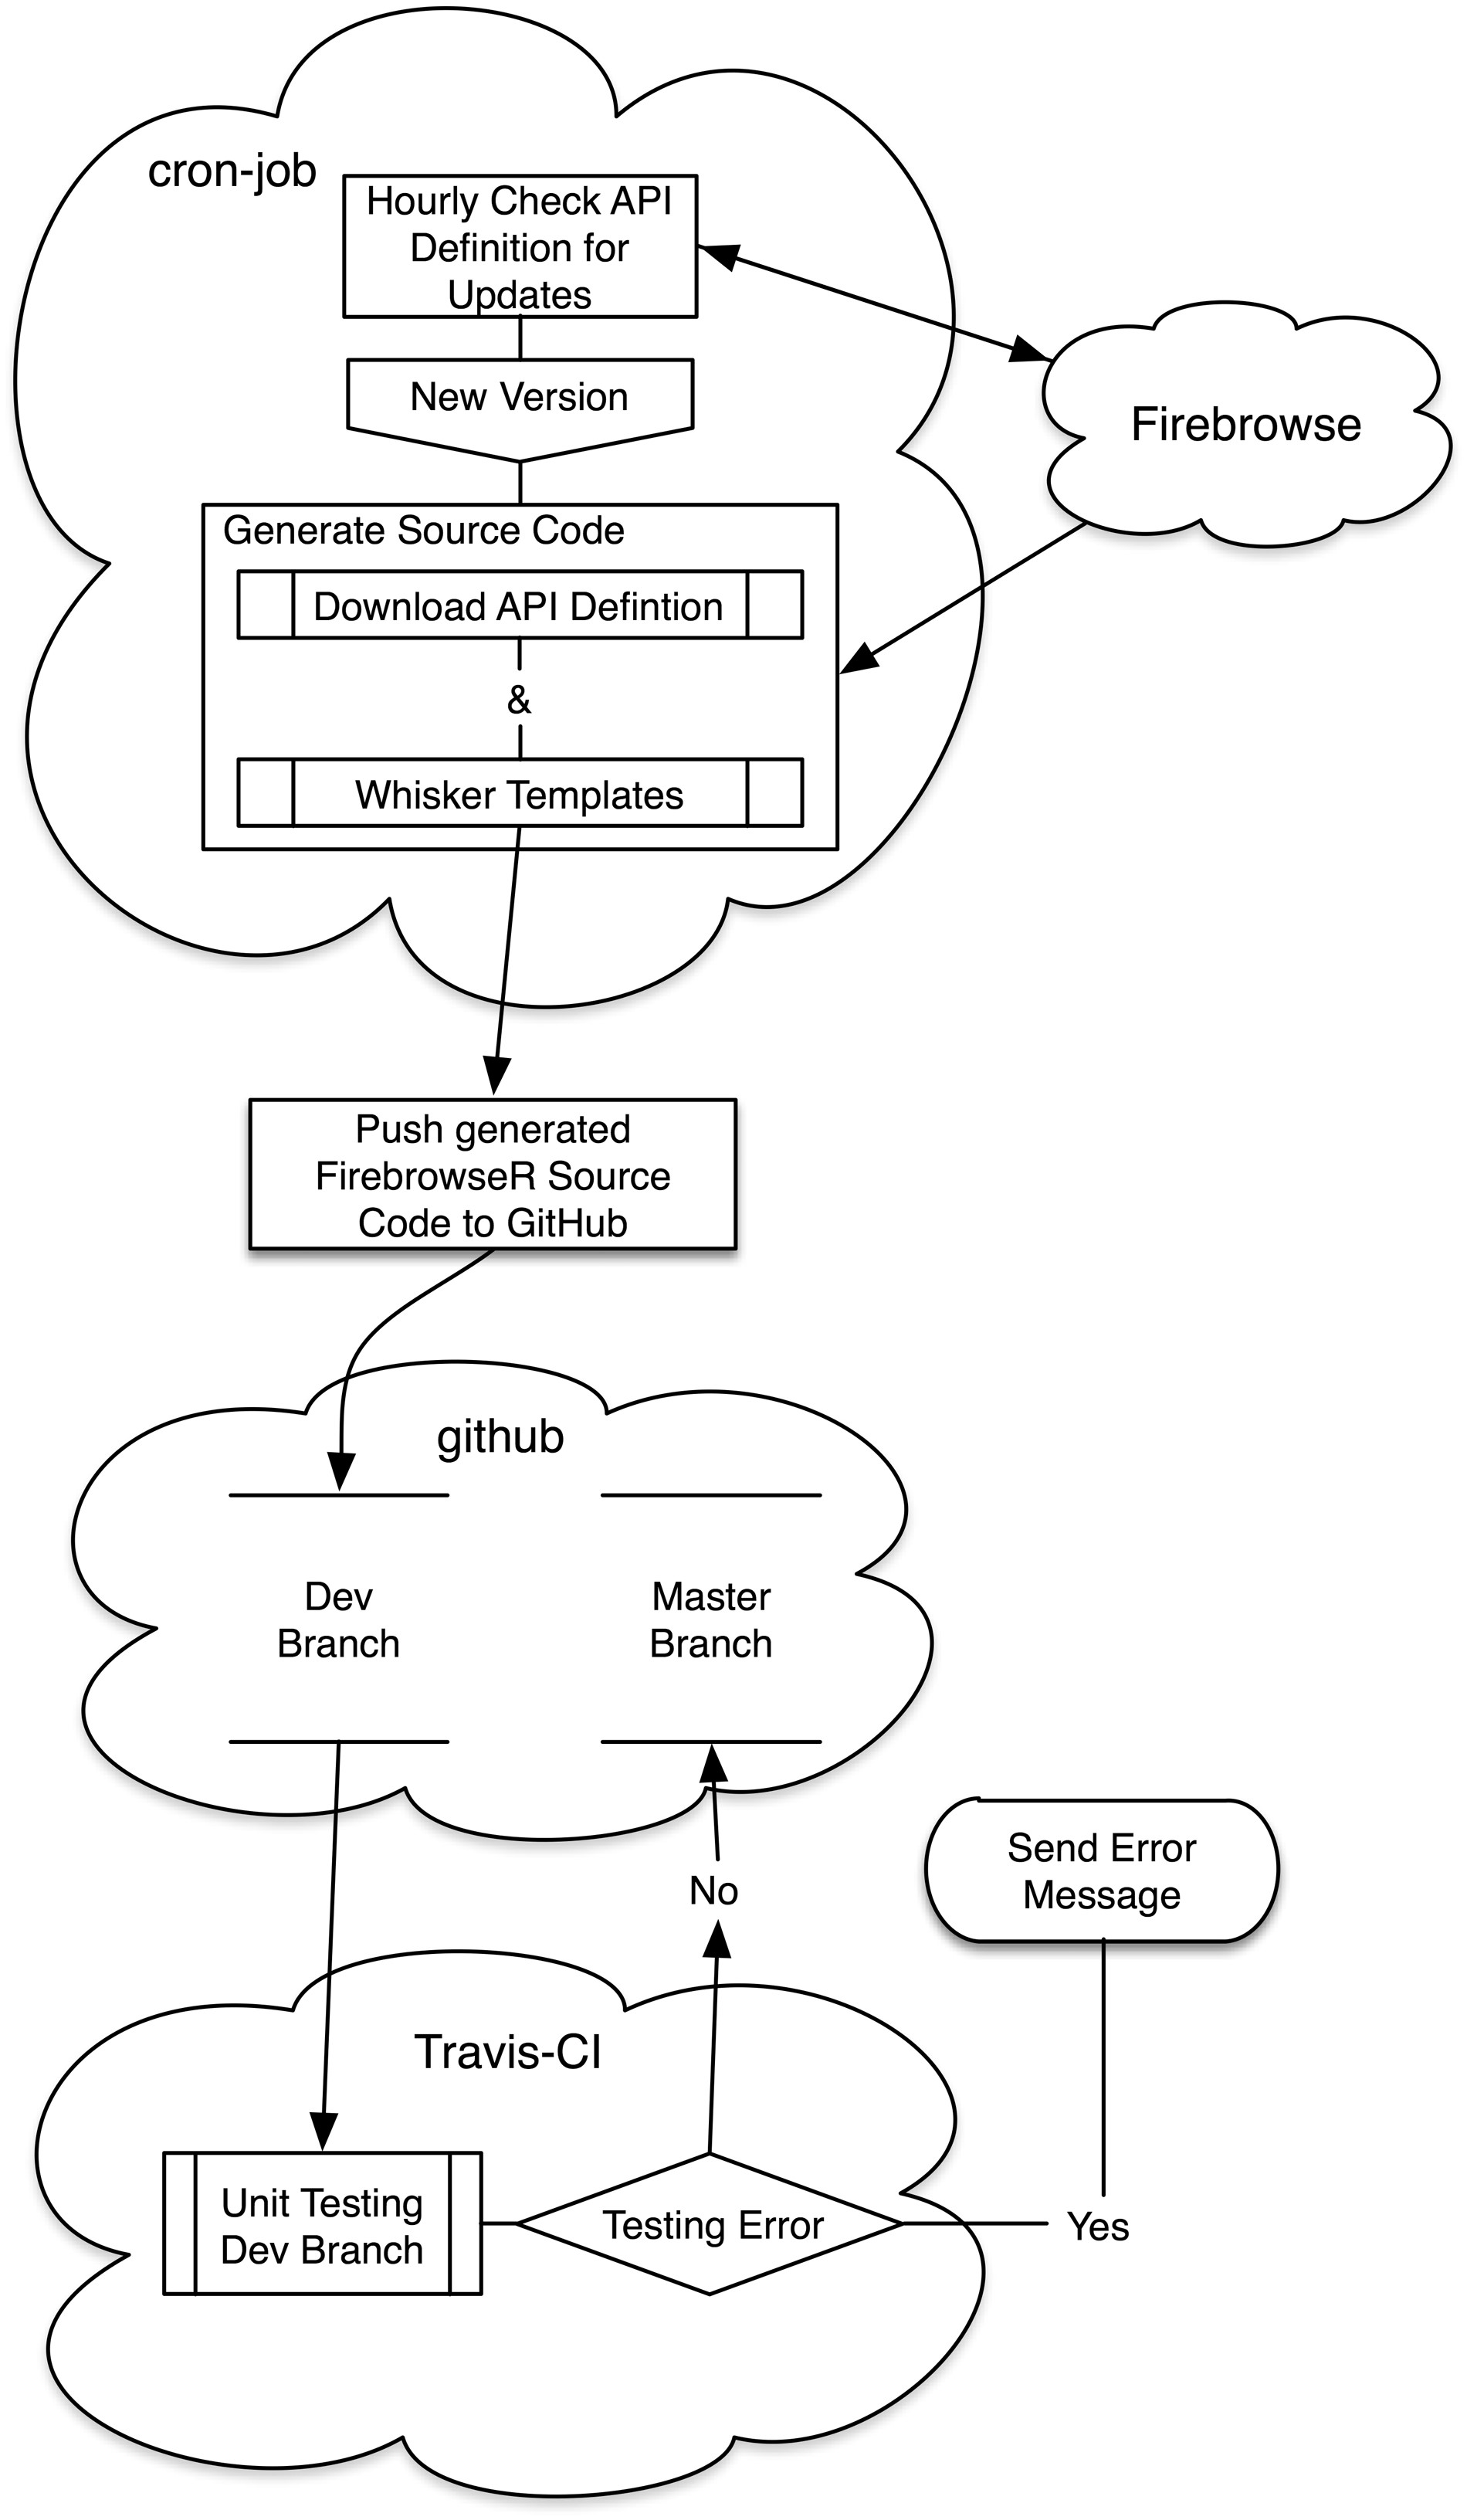 cron-job
Hourly Check API
Definition for
Updates
New Version
Firebrowse
Generate Source Code
Download API Defintion
&
Whisker Templates
Push generated
FirebrowseR Source
Code to GitHub
github
Dev
Branch
Master
Branch
Send Error
Message
No
Travis-CI
Unit Testing
Dev Branch
Testing Error
Yes